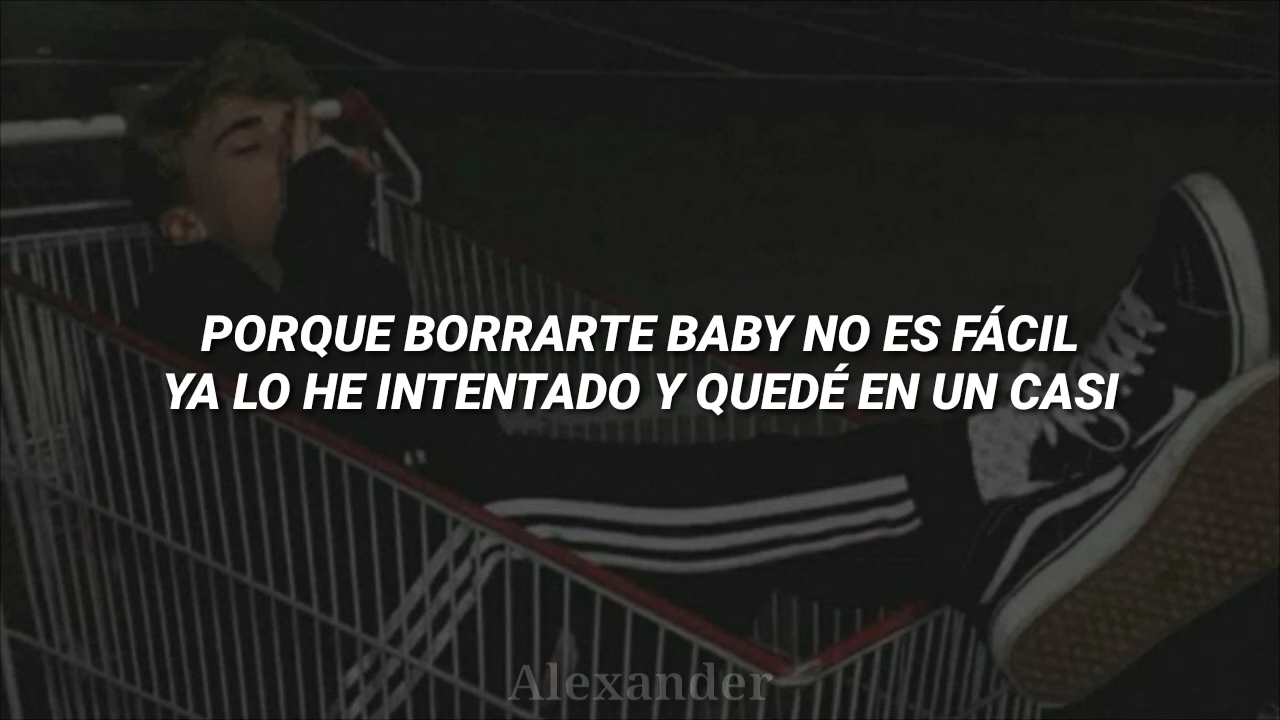 PORQUE BORRARTE BABY NO ES FÁCIL
YA LO HE INTENTADO Y QUEDÉ EN UN CASI
Alexander